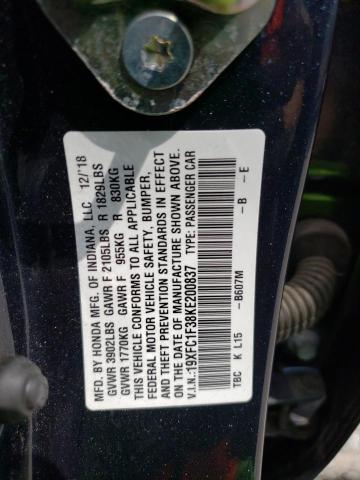 MFD. BY HONDA MFG. OF INDIANA, LLC 12/'18
GVWR 3902LBS GAWR F 2105LBS R 1829LBS
GVWR 1770KG GAWR F 955KG R 830KG
THIS VEHICLE CONFORMS TO ALL APPLICABLE
FEDERAL MOTOR VEHICLE SAFETY, BUMPER,
THEFT PREVENTION STANDARDS IN EFFECT
ON THE DATE OF MANUFACTURE SHOWN ABOVE.
V.I.N.:19XFC1F38KE200837 TYPE: PASSENGER CAR
-B607M -B -E
TBC K L15